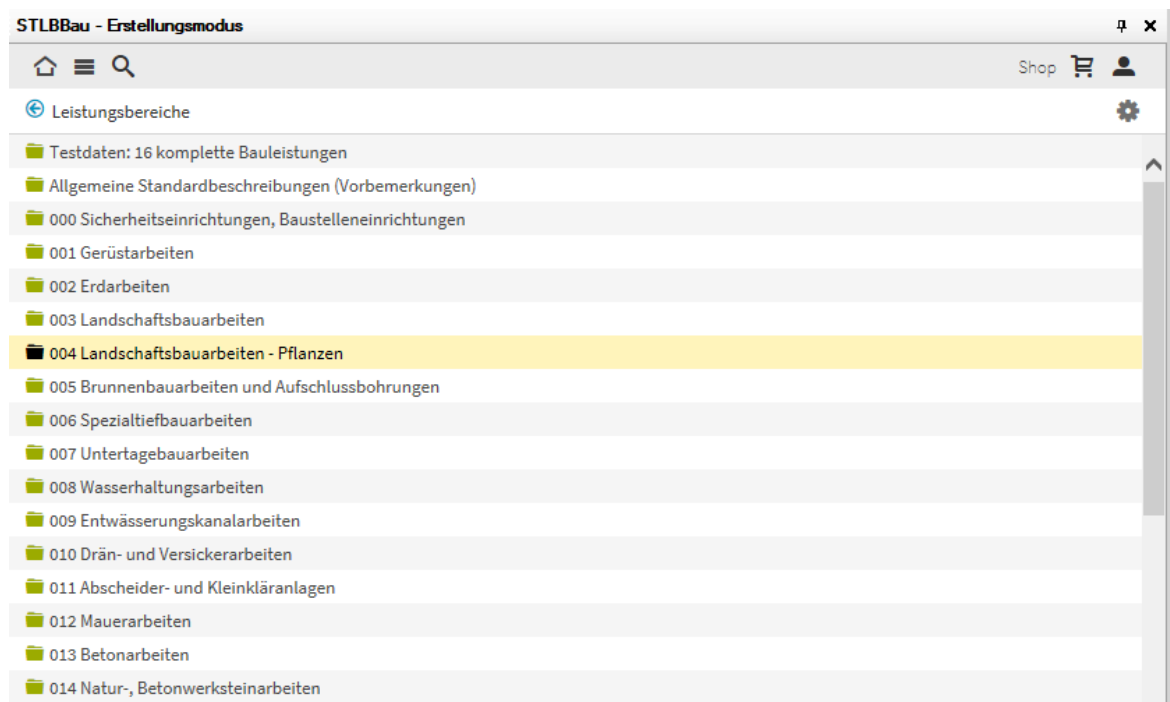 STLBBau - Erstellungsmodus
Shop
Leistungsbereiche
Testdaten: 16 komplette Bauleistungen
Allgemeine Standardbeschreibungen (Vorbemerkungen)
000 Sicherheitseinrichtungen, Baustelleneinrichtungen
001 Gerüstarbeiten
002 Erdarbeiten
003 Landschaftsbauarbeiten
004 Landschaftsbauarbeiten - Pflanzen
005 Brunnenbauarbeiten und Aufschlussbohrungen
006 Spezialtiefbauarbeiten
007 Untertagebauarbeiten
008 Wasserhaltungsarbeiten
009 Entwässerungskanalarbeiten
010 Drän- und Versickerarbeiten
011 Abscheider- und Kleinkläranlagen
012 Mauerarbeiten
013 Betonarbeiten
014 Natur-, Betonwerksteinarbeiten